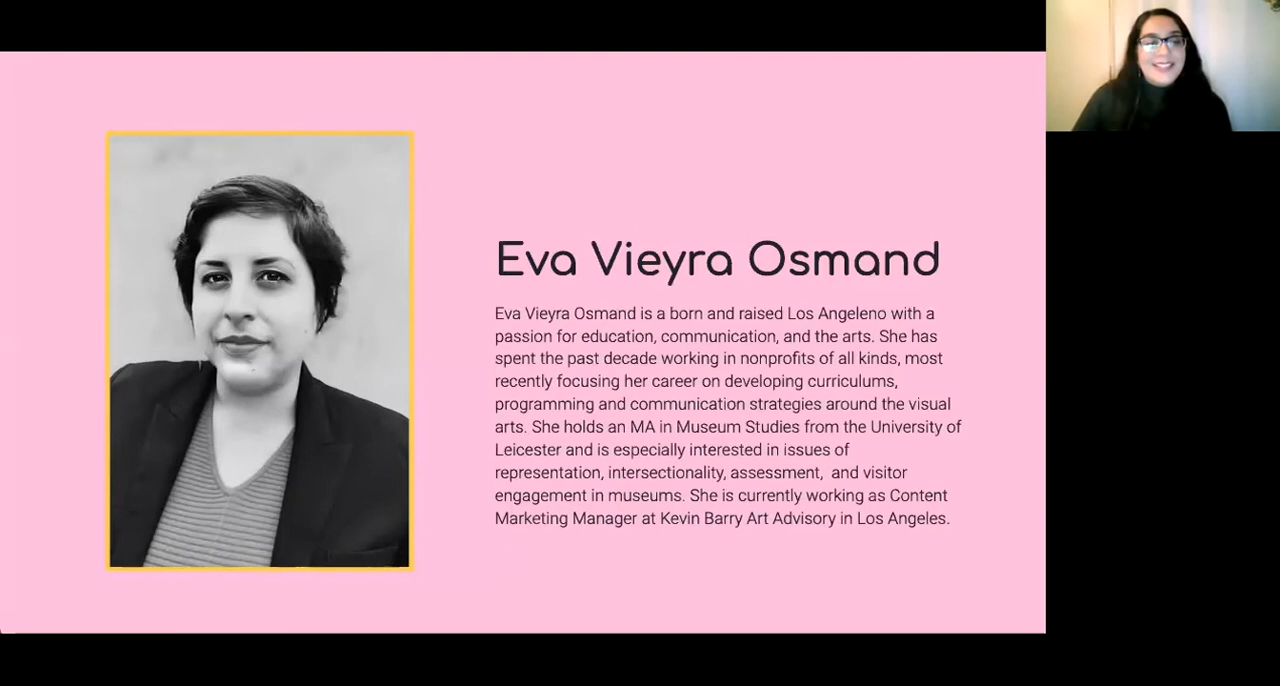 Eva Vieyra Osmand
Eva Vieyra Osmand is a born and raised Los Angeleno with a
passion for education, communication, and the arts. She has
spent the past decade working in nonprofits of all kinds, most
recently focusing her career on developing curriculums,
programming and communication strategies around the visual
arts. She holds an MA in Museum Studies from the University of
Leicester and is especially interested in issues of
representation, intersectionality, assessment,  and visitor
engagement in museums. She is currently working as Content
Marketing Manager at Kevin Barry Art Advisory in Los Angeles.